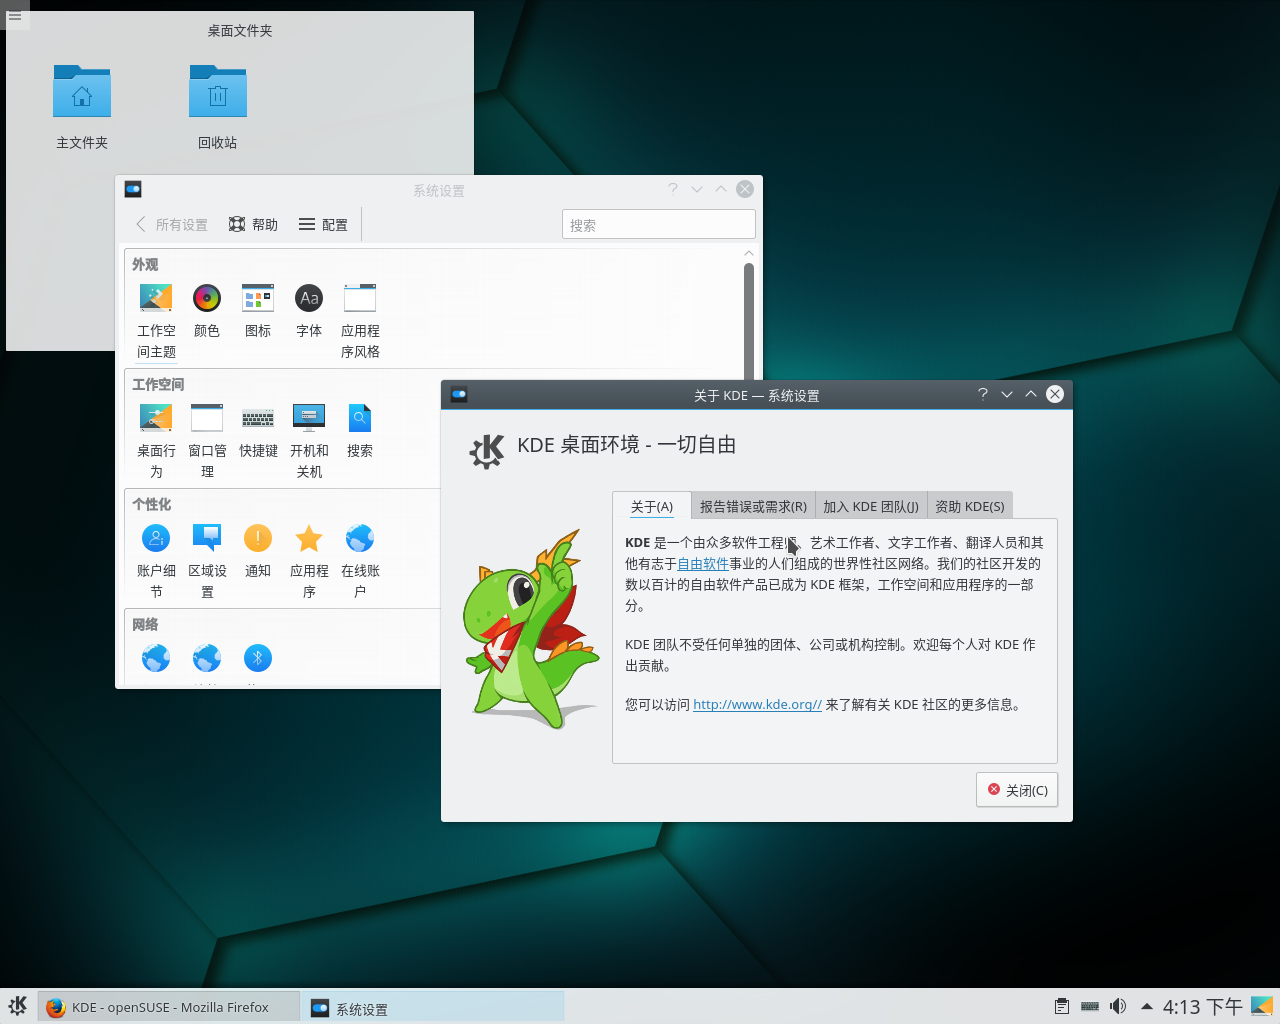 桌面文件夹
主文件夹
回收站
系统设置
所有设置
帮助
配置
搜索
外观
工作空间主题
颜色
图标
Aa
字体
应用程序风格
工作空间
桌面行为
窗口管理
快捷键
开机和关机
搜索
个性化
账户细节
区域设置
通知
应用程序
在线账户
网络
关于 KDE — 系统设置
KDE 桌面环境 - 一切自由
关于(A)
报告错误或需求(R)
加入 KDE 团队(J)
资助 KDE(S)
KDE 是一个由众多软件工程、艺术工作者、文字工作者、翻译人员和其
他有志于自由软件事业的人们组成的世界性社区网络。我们的社区开发的
数以百计的自由软件产品已成为 KDE 框架，工作空间和应用程序的一部
分。
KDE 团队不受任何单独的团体、公司或机构控制。欢迎每个人对 KDE 作
出贡献。
您可以访问 http://www.kde.org// 来了解有关 KDE 社区的更多信息。
关闭(C)
KDE - openSUSE - Mozilla Firefox
系统设置
4:13 下午